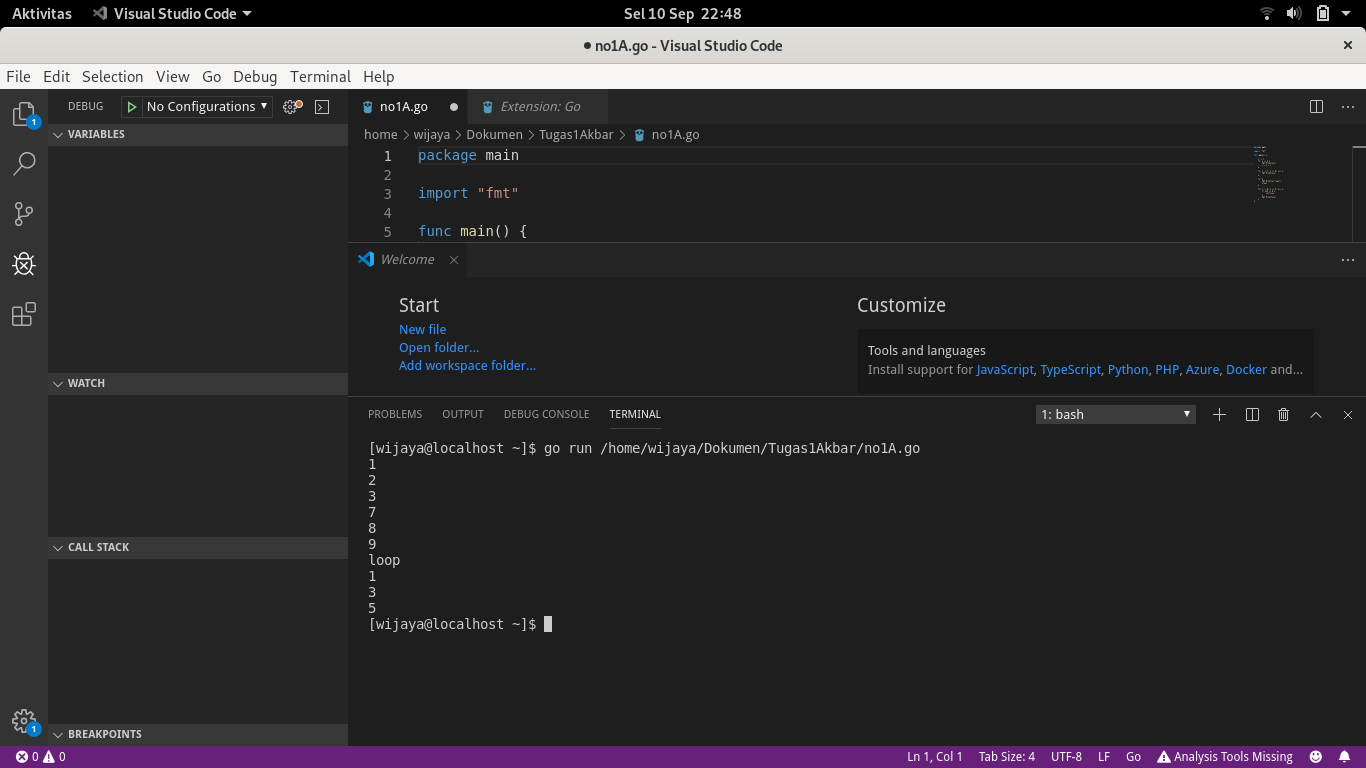 Aktivitas Visual Studio Code Sel 10 Sep 22:48
no1A.go - Visual Studio Code
File Edit Selection View Go Debug Terminal Help
DEBUG No Configurations
no1A.go Extension: Go
VARIABLES
home wijaya Dokumen Tugas1Akbar no1A.go
1 package main
2
3 import "fmt"
4
5 func main() {
Welcome
Start
New file
Open folder...
Add workspace folder...
Customize
Tools and languages
Install support for JavaScript, TypeScript, Python, PHP, Azure, Docker and...
WATCH
PROBLEMS OUTPUT DEBUG CONSOLE TERMINAL 1: bash
[wijaya@localhost ~]$ go run /home/wijaya/Dokumen/Tugas1Akbar/no1A.go
1
2
3
7
8
9
loop
1
3
5
[wijaya@localhost ~]$
CALL STACK
BREAKPOINTS
1
1
0 0 Ln 1, Col 1 Tab Size: 4 UTF-8 LF Go Analysis Tools Missing